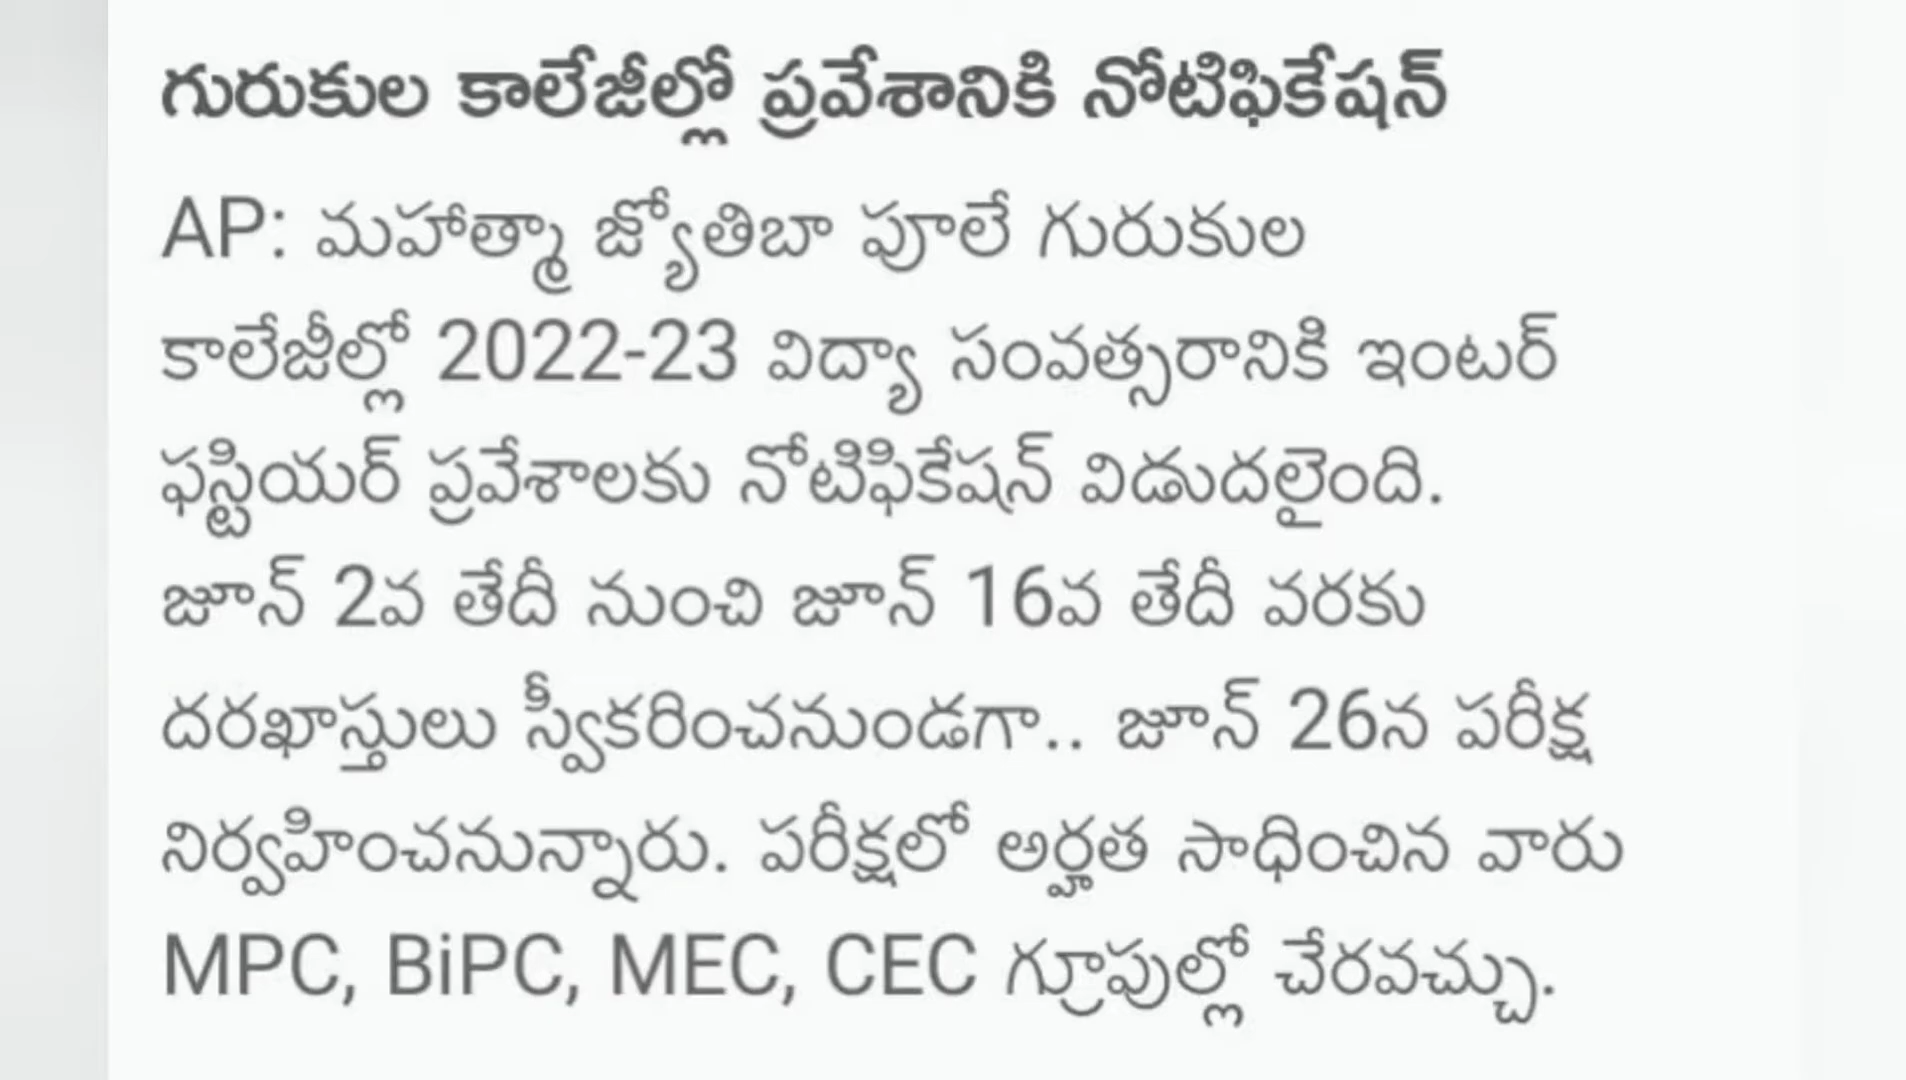 గురుకుల కాలేజీల్లో ప్రవేశానికి నోటిఫికేషన్
AP: మహాత్మా జ్యోతిబా పూలే గురుకుల
కాలేజీల్లో 2022-23 విద్యా సంవత్సరానికి ఇంటర్
ఫస్టియర్ ప్రవేశాలకు నోటిఫికేషన్ విడుదలైంది.
జూన్ 2వ తేదీ నుంచి జూన్ 16వ తేదీ వరకు
దరఖాస్తులు స్వీకరించనుండగా.. జూన్ 26న పరీక్ష
నిర్వహించనున్నారు. పరీక్షలో అర్హత సాధించిన వారు
MPC, BiPC, MEC, CEC గ్రూపుల్లో చేరవచ్చు.